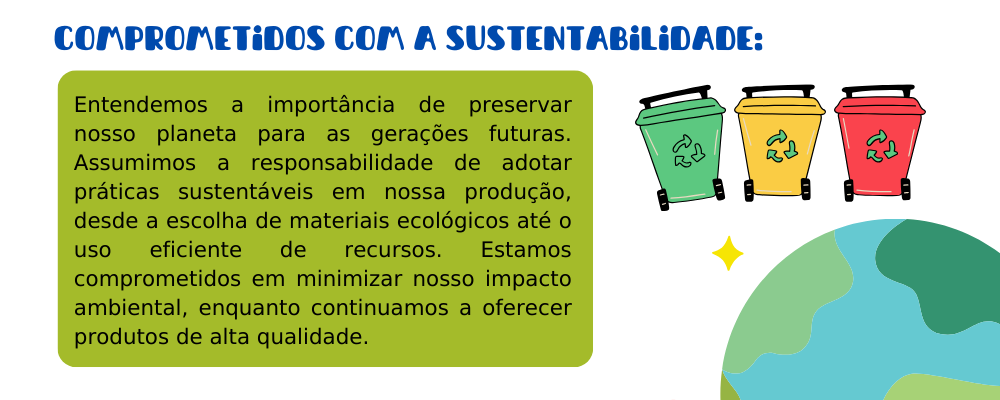 COMPROMETIDOS COM A SUSTENTABILIDADE:
Entendemos a importância de preservar
nosso planeta para as gerações futuras.
Assumimos a responsabilidade de adotar
práticas sustentáveis em nossa produção,
desde a escolha de materiais ecológicos até o
uso eficiente de recursos. Estamos
comprometidos em minimizar nosso impacto
ambiental, enquanto continuamos a oferecer
produtos de alta qualidade.